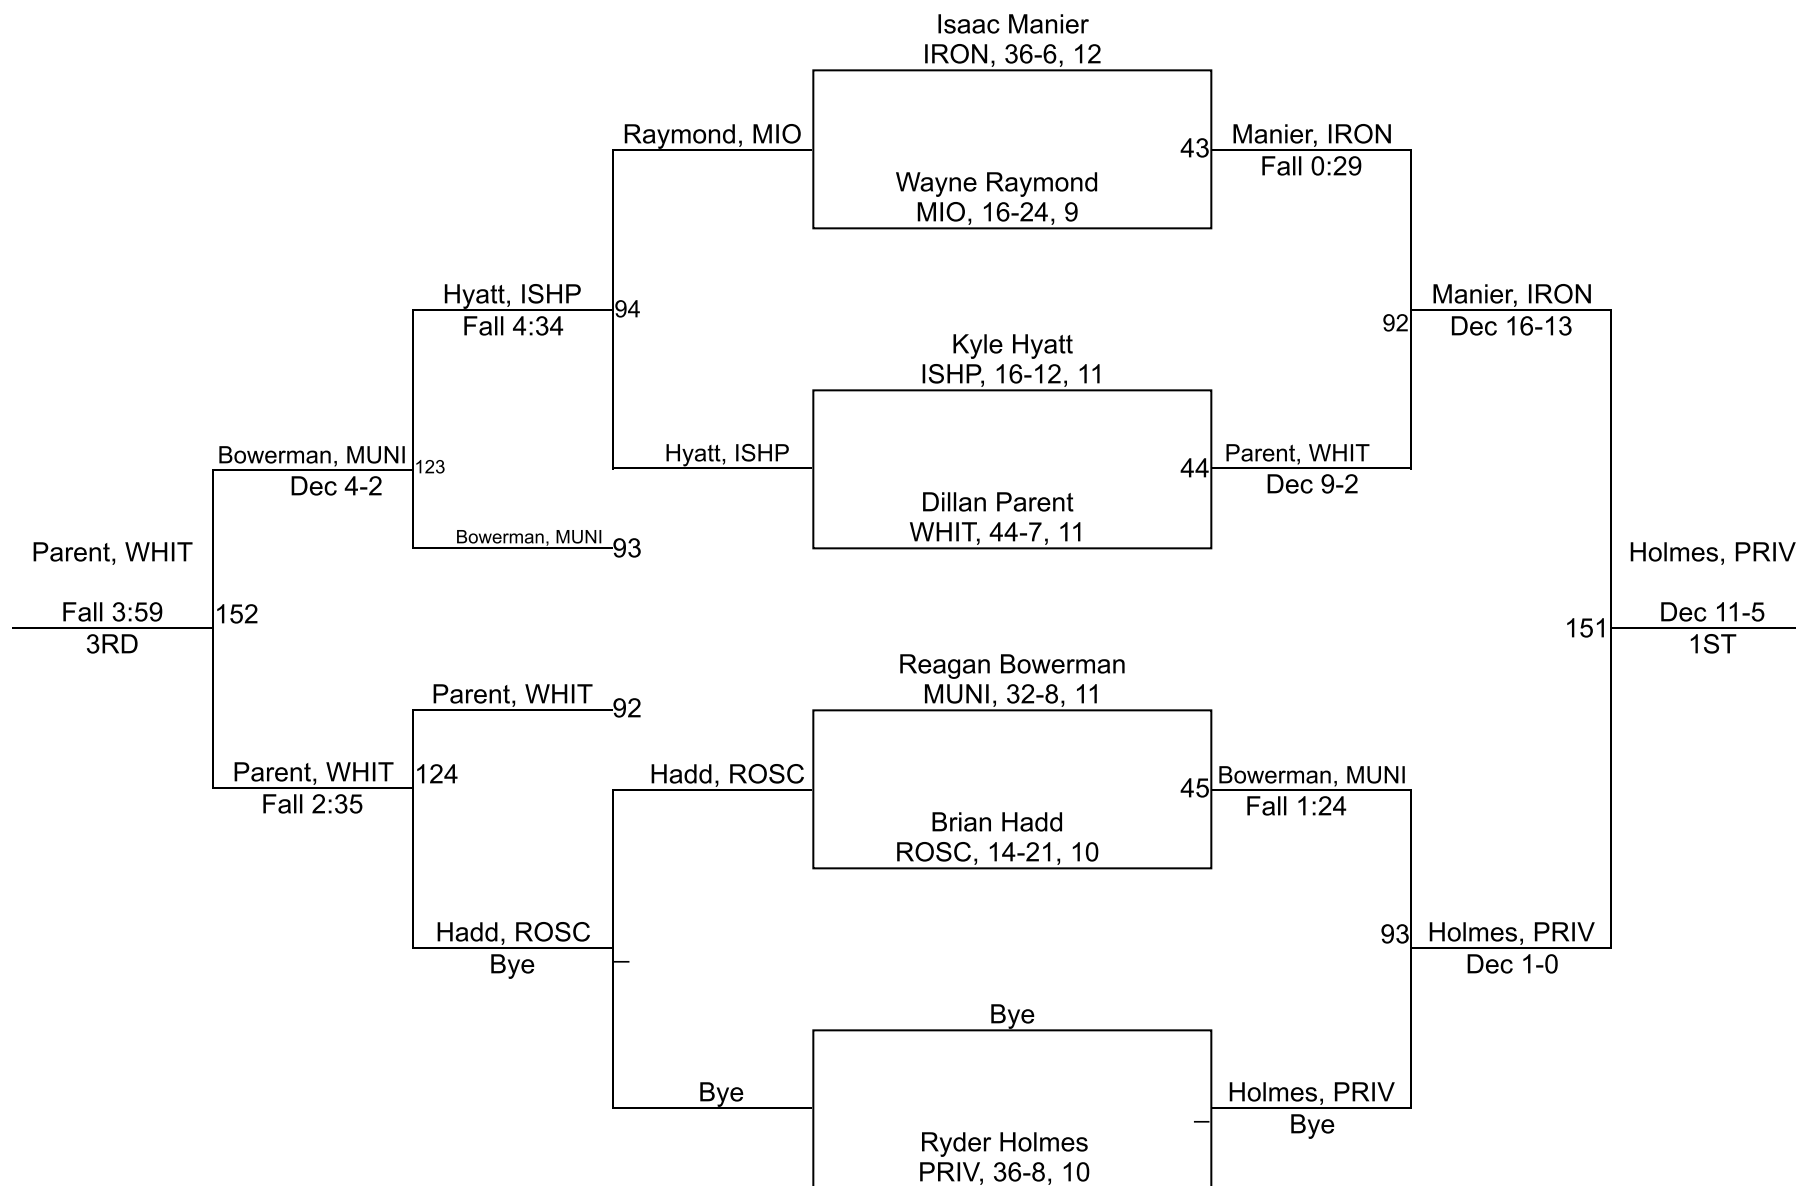 Isaac Manier
IRON, 36-6, 12
Raymond, MIO
43
Manier, IRON
Fall 0:29
Wayne Raymond
MIO, 16-24, 9
Hyatt, ISHP
Fall 4:34
94
92
Manier, IRON
Dec 16-13
Kyle Hyatt
ISHP, 16-12, 11
Bowerman, MUNI
Dec 4-2
123
Hyatt, ISHP
44
Parent, WHIT
Dec 9-2
Dillan Parent
WHIT, 44-7, 11
Bowerman, MUNI
93
Parent, WHIT
Fall 3:59
3RD
152
Holmes, PRIV
151
Dec 11-5
1ST
Reagan Bowerman
MUNI, 32-8, 11
Parent, WHIT
92
Parent, WHIT
Fall 2:35
124
Hadd, ROSC
45
Bowerman, MUNI
Fall 1:24
Brian Hadd
ROSC, 14-21, 10
Hadd, ROSC
Bye
93
Holmes, PRIV
Dec 1-0
Bye
Bye
Holmes, PRIV
Bye
Ryder Holmes
PRIV, 36-8, 10